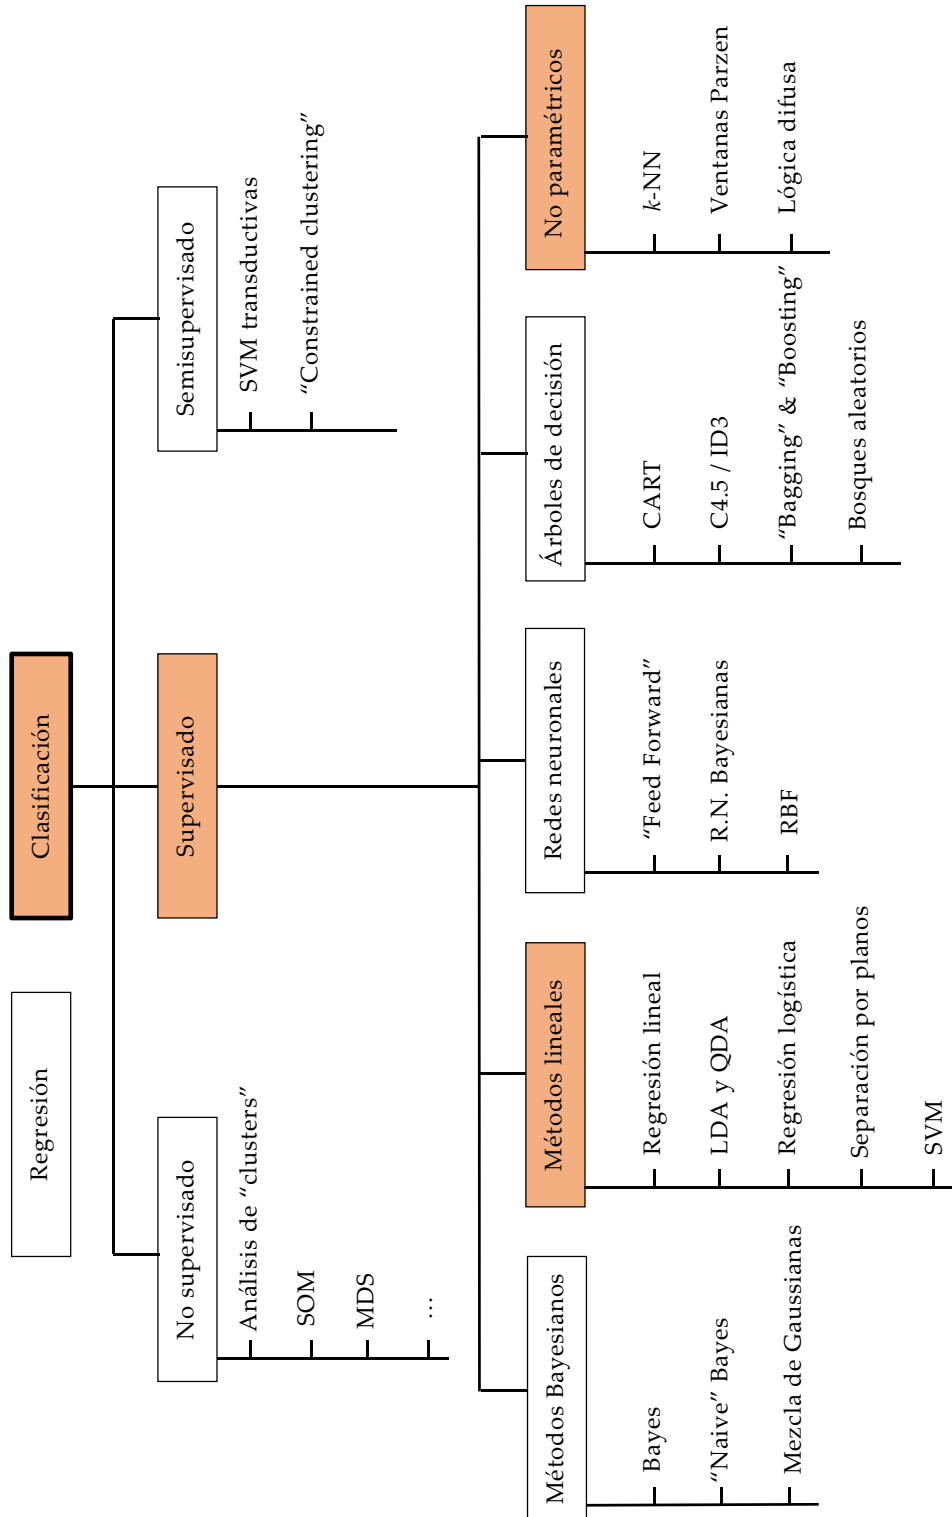 Regresión
Clasificación
No supervisado
Análisis de “clusters”
SOM
MDS
...
Supervisado
Semisupervisado
SVM transductivas
“Constrained clustering”
Métodos Bayesianos
Bayes
“Naive” Bayes
Mezcla de Gaussianas
Métodos lineales
Regresión lineal
LDA y QDA
Regresión logística
Separación por planos
SVM
Redes neuronales
“Feed Forward”
R.N. Bayesianas
RBF
Árboles de decisión
CART
C4.5 / ID3
“Bagging” & “Boosting”
Bosques aleatorios
No paramétricos
k-NN
Ventanas Parzen
Lógica difusa